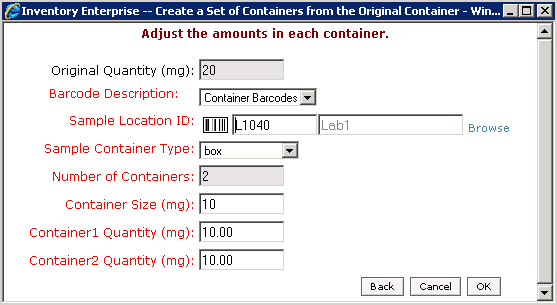 Inventory Enterprise -- Create a Set of Containers from the Original Container - Win...
Adjust the amounts in each container.
Original Quantity (mg): 20
Barcode Description: Container Barcodes
Sample Location ID: L1040 Lab1 Browse
Sample Container Type: box
Number of Containers: 2
Container Size (mg): 10
Container1 Quantity (mg): 10.00
Container2 Quantity (mg): 10.00
Back Cancel OK